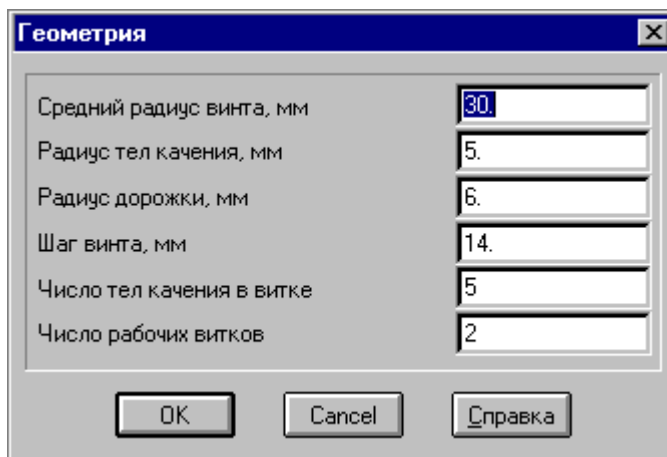 Геометрия
Средний радиус винта, мм 30.
Радиус тел качения, мм 5.
Радиус дорожки, мм 6.
Шаг винта, мм 14.
Число тел качения в витке 5
Число рабочих витков 2
OK Cancel Справка